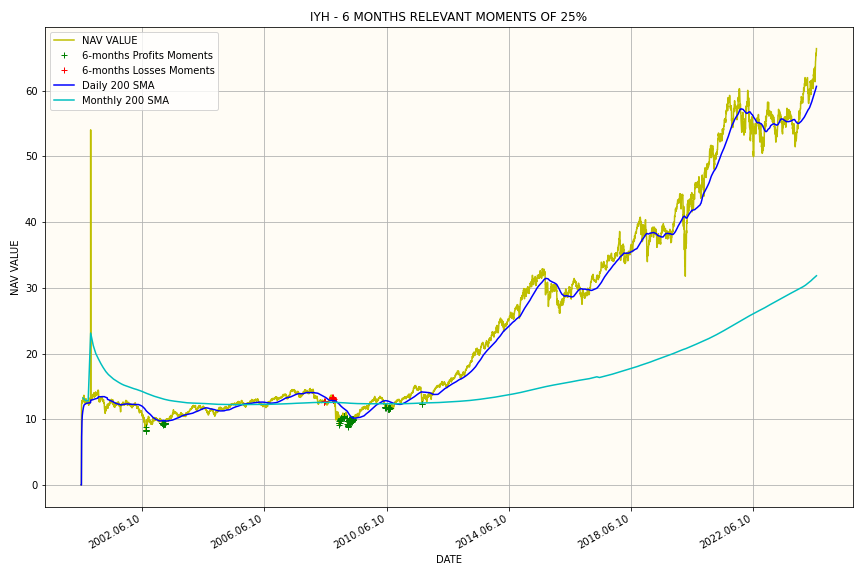 IYH - 6 MONTHS RELEVANT MOMENTS OF 25%
NAV VALUE
6-months Profits Moments
6-months Losses Moments
Daily 200 SMA
Monthly 200 SMA
NAV VALUE
60
50
40
30
20
10
0
2002.06.10
2006.06.10
2010.06.10
2014.06.10
2018.06.10
2022.06.10
DATE